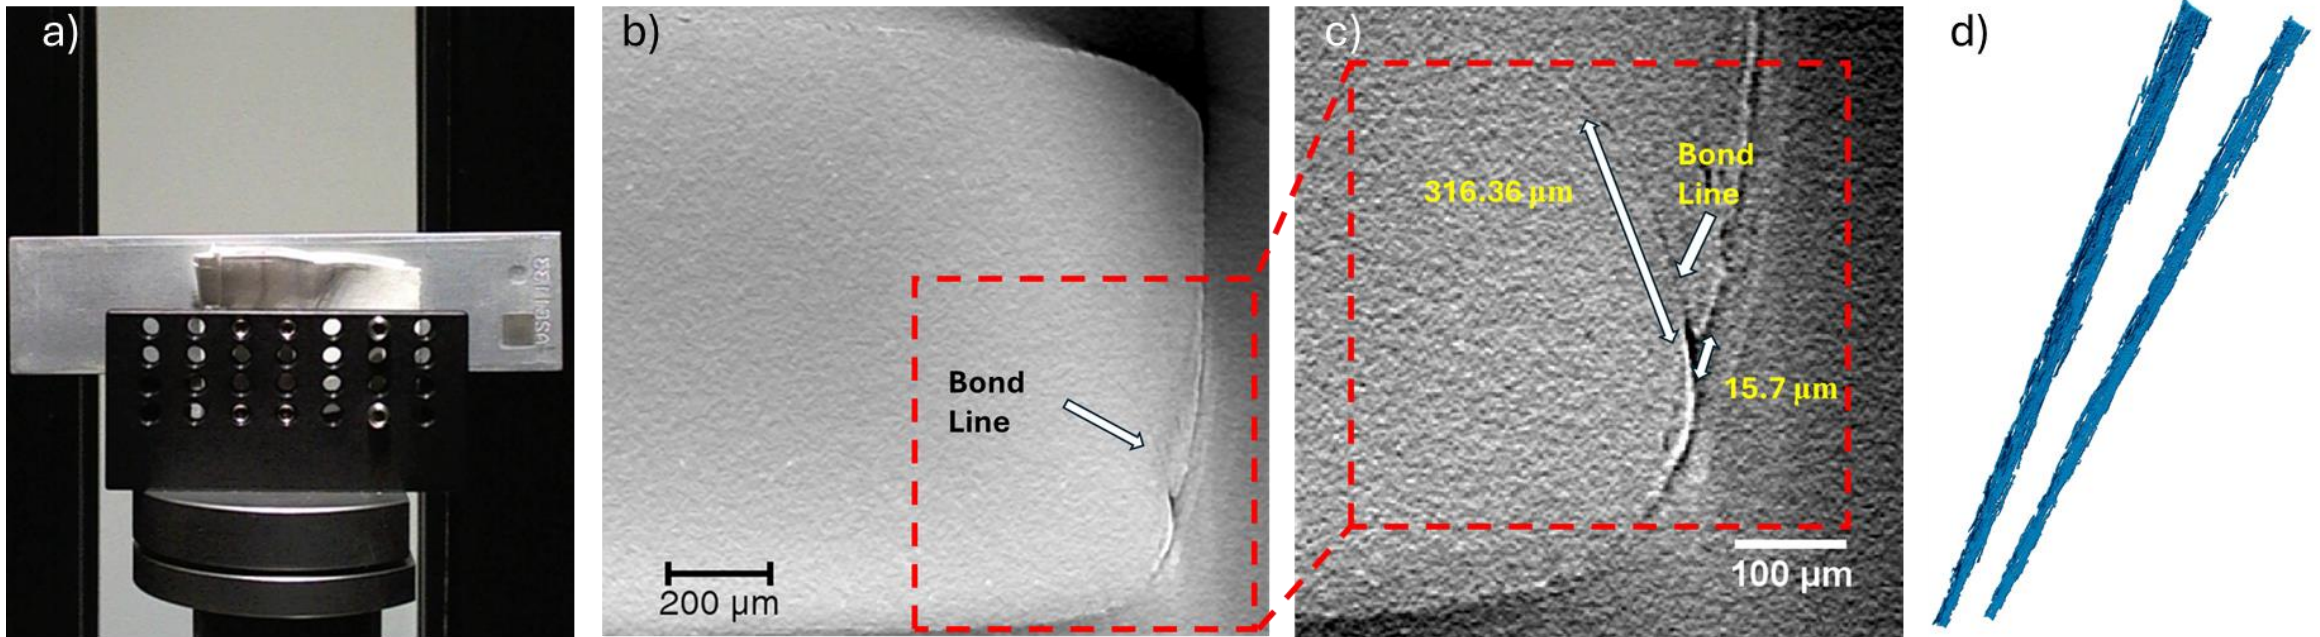 a)
b)
Bond
Line
200 µm
c)
316.36 µm
Bond
Line
15.7 µm
100 µm
d)